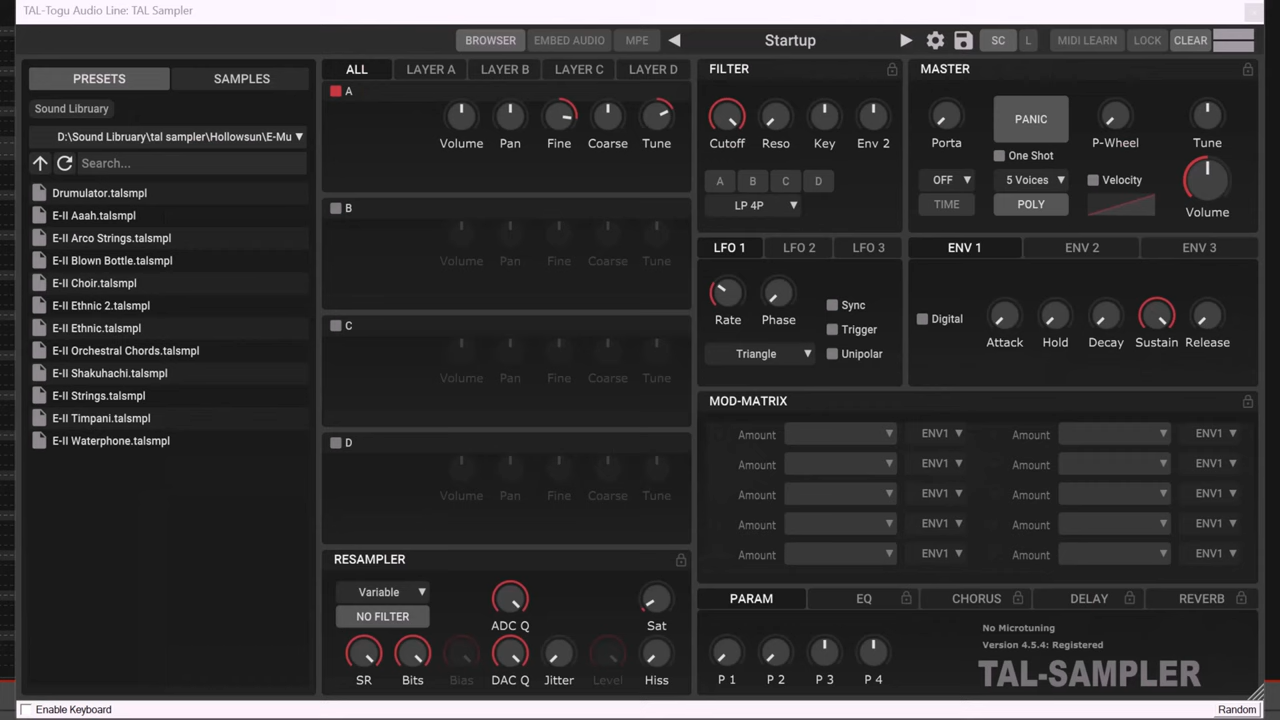 TAL-Togu Audio Line: TAL Sampler
BROWSER EMBED AUDIO MPE Startup SC L MIDI LEARN LOCK CLEAR
PRESETS SAMPLES
Sound Library
D:\Sound Libruary\tal sampler\Hollowsun\E-Mu
Search...
Drumulator.talsmpl
E-II Aaah.talsmpl
E-II Arco Strings.talsmpl
E-II Blown Bottle.talsmpl
E-II Choir.talsmpl
E-II Ethnic 2.talsmpl
E-II Ethnic.talsmpl
E-II Orchestral Chords.talsmpl
E-II Shakuhachi.talsmpl
E-II Strings.talsmpl
E-II Timpani.talsmpl
E-II Waterphone.talsmpl
ALL LAYER A LAYER B LAYER C LAYER D
A
Volume Pan Fine Coarse Tune
B
Volume Pan Fine Coarse Tune
C
Volume Pan Fine Coarse Tune
D
Volume Pan Fine Coarse Tune
RESAMPLER
Variable
NO FILTER
ADC Q Sat
SR Bits Bias DAC Q Jitter Level Hiss
FILTER
Cutoff Reso Key Env 2
A B C D
LP 4P
MASTER
Porta PANIC P-Wheel Tune
One Shot
OFF 5 Voices Velocity
TIME POLY Volume
LFO 1 LFO 2 LFO 3
Rate Phase
Sync
Trigger
Triangle Unipolar
ENV 1 ENV 2 ENV 3
Digital
Attack Hold Decay Sustain Release
MOD-MATRIX
Amount ENV1 Amount ENV1
Amount ENV1 Amount ENV1
Amount ENV1 Amount ENV1
Amount ENV1 Amount ENV1
Amount ENV1 Amount ENV1
PARAM EQ CHORUS DELAY REVERB
P 1 P 2 P 3 P 4
No Microtuning
Version 4.5.4: Registered
TAL-SAMPLER
Enable Keyboard Random